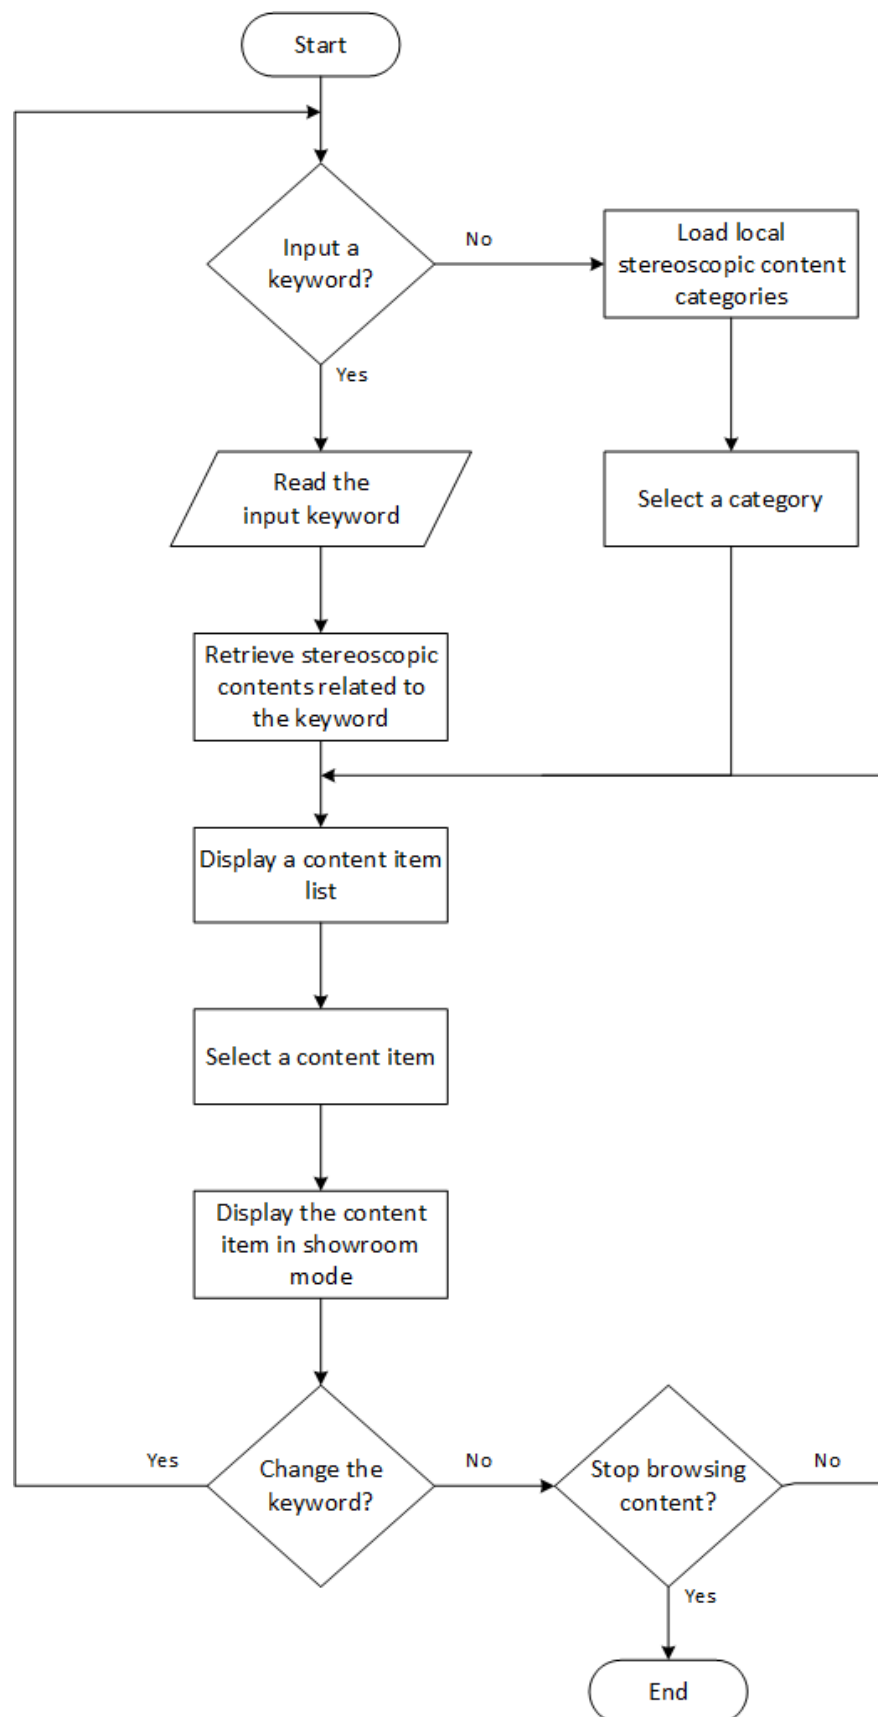 Start
Input a
keyword?
No
Load local
stereoscopic content
categories
Yes
Read the
input keyword
Select a category
Retrieve stereoscopic
contents related to
the keyword
Display a content item
list
Select a content item
Display the content
item in showroom
mode
Yes
Change the
keyword?
No
Stop browsing
content?
No
Yes
End